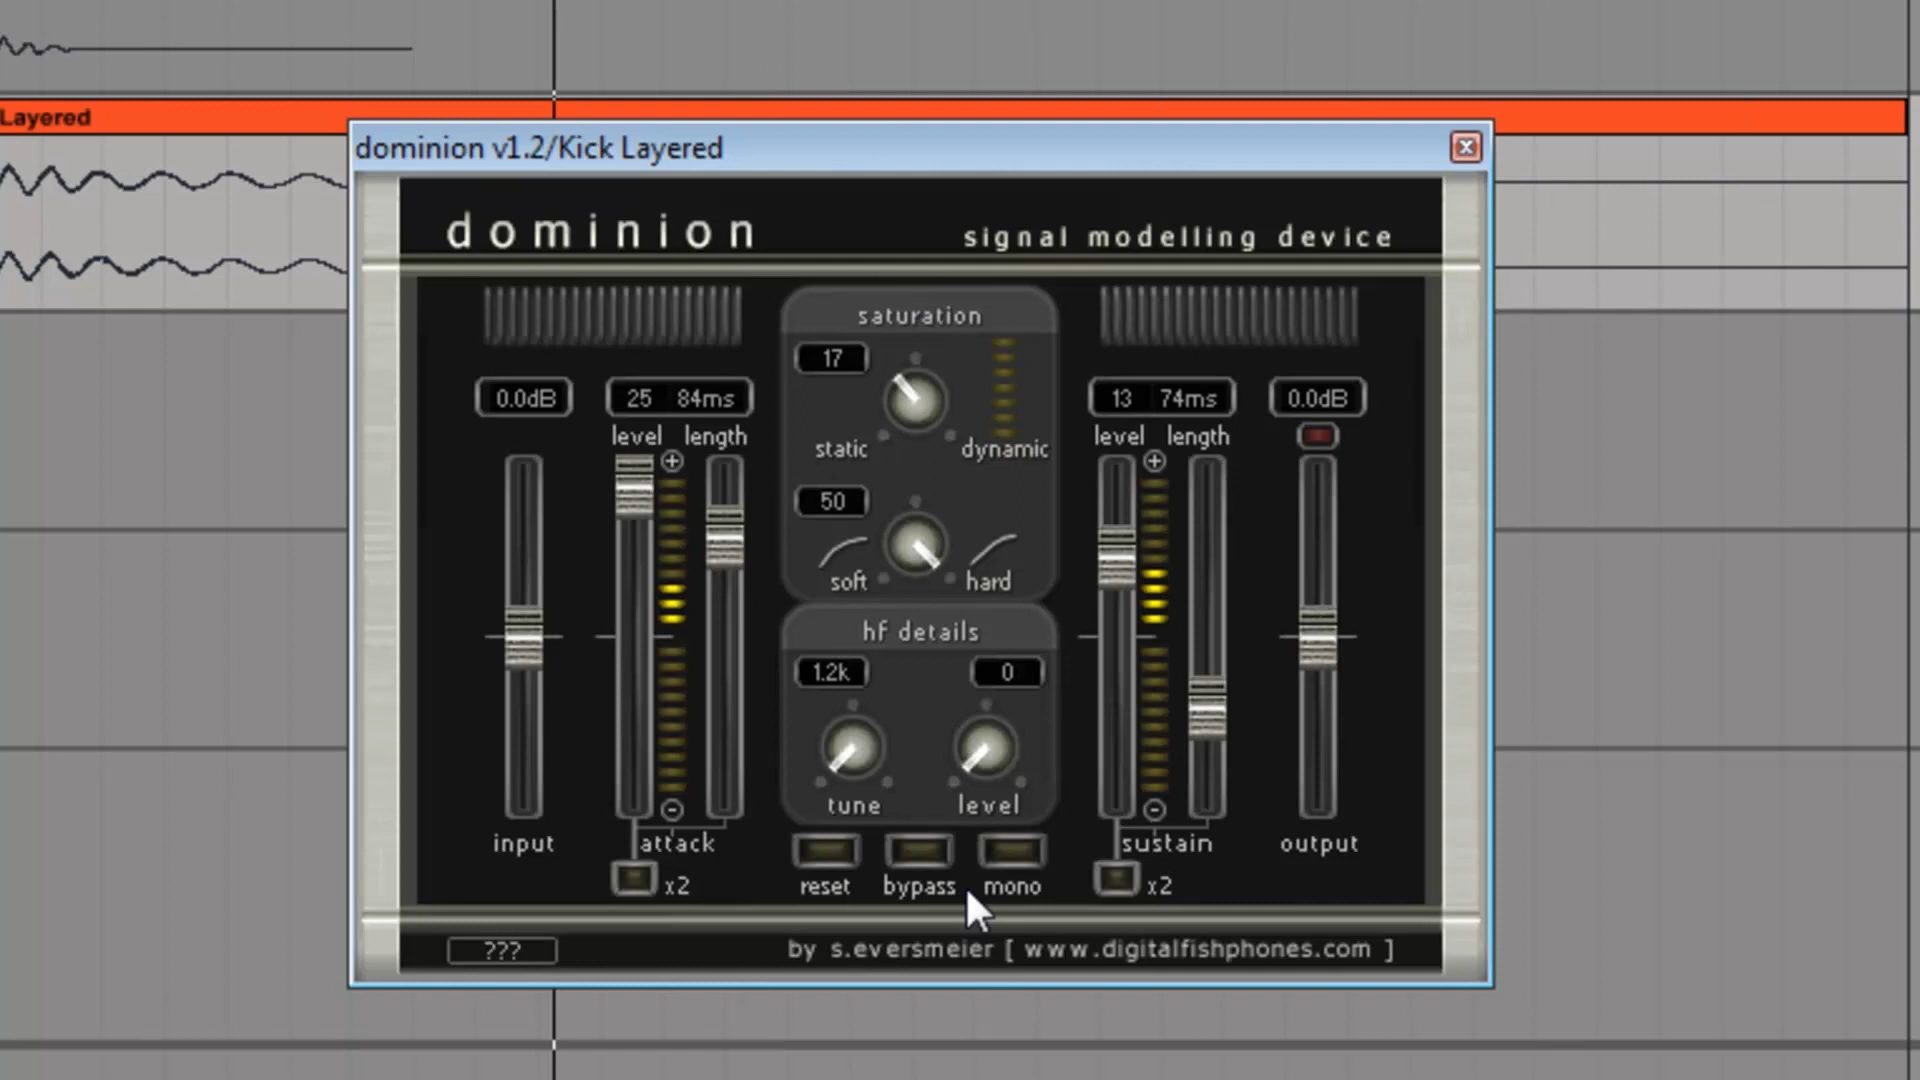 Layered
dominion v1.2/Kick Layered
dominion
signal modelling device
saturation
17
0.0dB
25 84ms
13 74ms
0.0dB
level length
level length
static
dynamic
50
soft
hard
hf details
1.2k
0
tune
level
input
attack
sustain
output
x2
reset
bypass
mono
x2
???
by s.eversmeier [ www.digitalfishphones.com ]